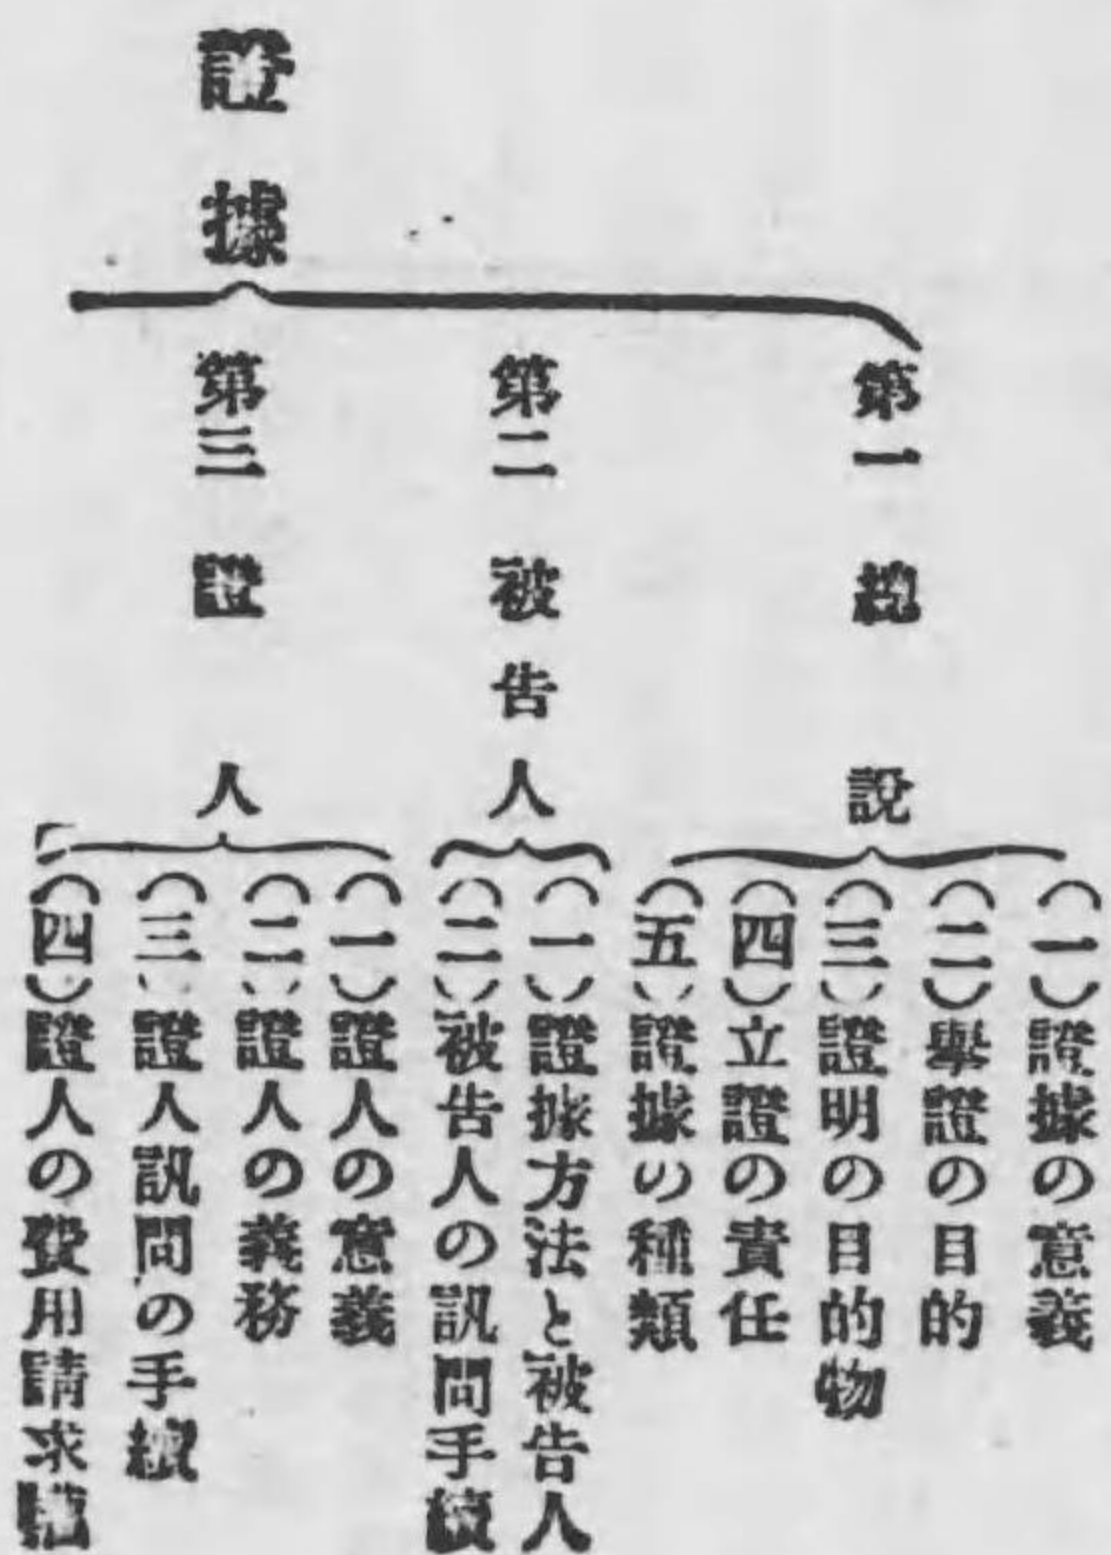 證據
第一 總說
(一)證據の意義
(二)擧證の目的
(三)證明の目的物
(四)立證の責任
(五)證據の種類
第二 被告人
(一)證據方法と被告人
(二)被告人の訊問手續
第三 證人
(一)證人の意義
(二)證人の義務
(三)證人訊問の手續
(四)證人の費用請求權